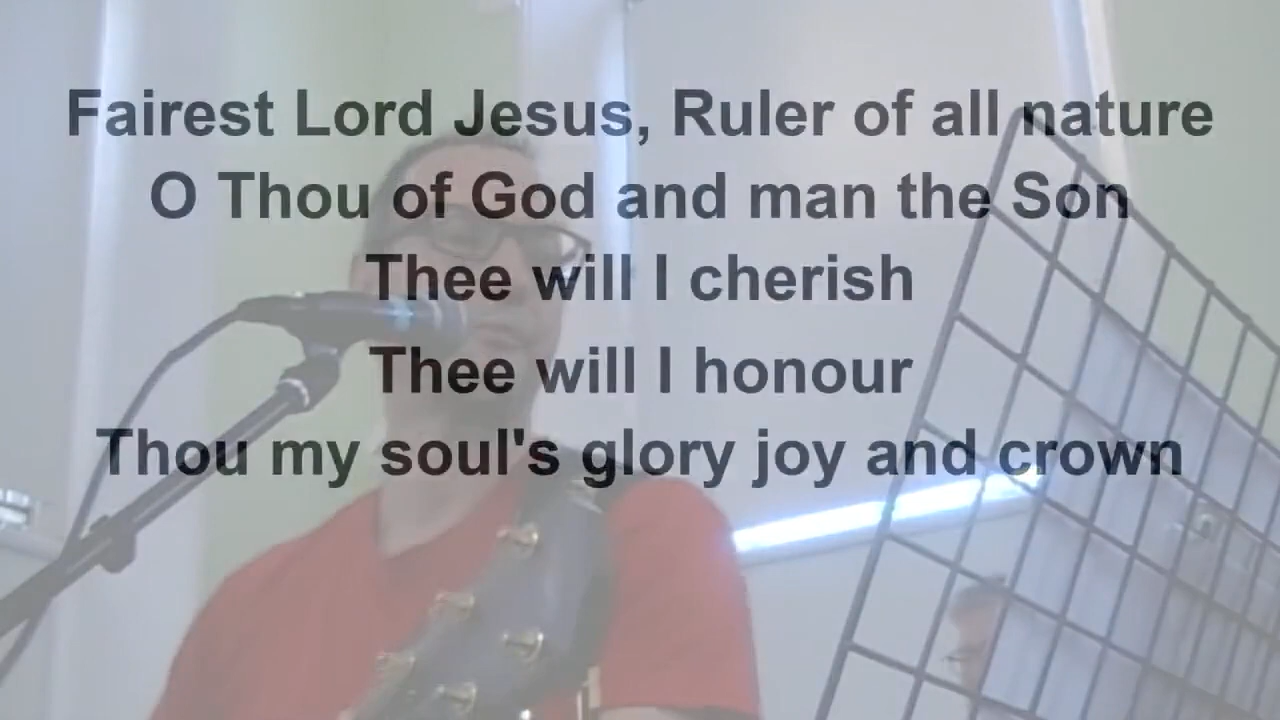 Fairest Lord Jesus, Ruler of all nature
O Thou of God and man the Son
Thee will I cherish
Thee will I honour
Thou my soul's glory joy and crown